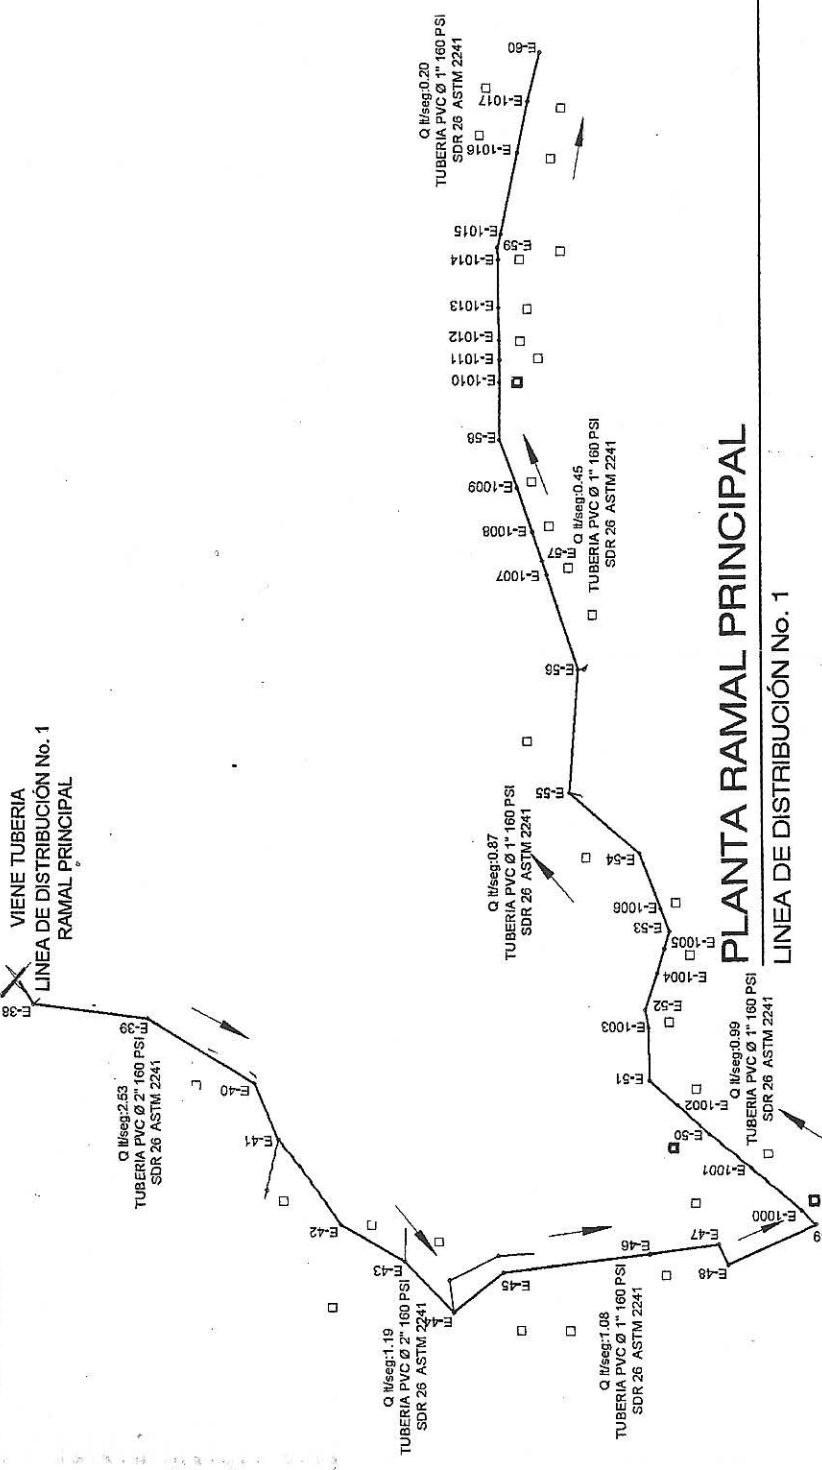 VIENE TUBERIA
LINEA DE DISTRIBUCIÓN No. 1
RAMAL PRINCIPAL
E-38
E-39
Q lt/seg:2.53
TUBERIA PVC Ø 2" 160 PSI
SDR 26 ASTM 2241
E-40
E-41
E-42
E-43
Q lt/seg:1.19
TUBERIA PVC Ø 2" 160 PSI
SDR 26 ASTM 2241
E-44
E-45
E-46
Q lt/seg:1.08
TUBERIA PVC Ø 1" 160 PSI
SDR 26 ASTM 2241
E-47
E-48
9
E-1000
E-1001
E-50
E-1002
Q lt/seg:0.99
TUBERIA PVC Ø 1" 160 PSI
SDR 26 ASTM 2241
E-51
E-1003
E-52
E-1004
E-1005
E-53
E-1006
E-54
Q lt/seg:0.87
TUBERIA PVC Ø 1" 160 PSI
SDR 26 ASTM 2241
E-55
E-56
E-1007
E-57
Q lt/seg:0.45
TUBERIA PVC Ø 1" 160 PSI
SDR 26 ASTM 2241
E-1008
E-1009
E-58
E-1010
E-1011
E-1012
E-1013
E-1014
E-59
E-1015
E-1016
E-1017
E-60
Q lt/seg:0.20
TUBERIA PVC Ø 1" 160 PSI
SDR 26 ASTM 2241
PLANTA RAMAL PRINCIPAL
LINEA DE DISTRIBUCIÓN No. 1